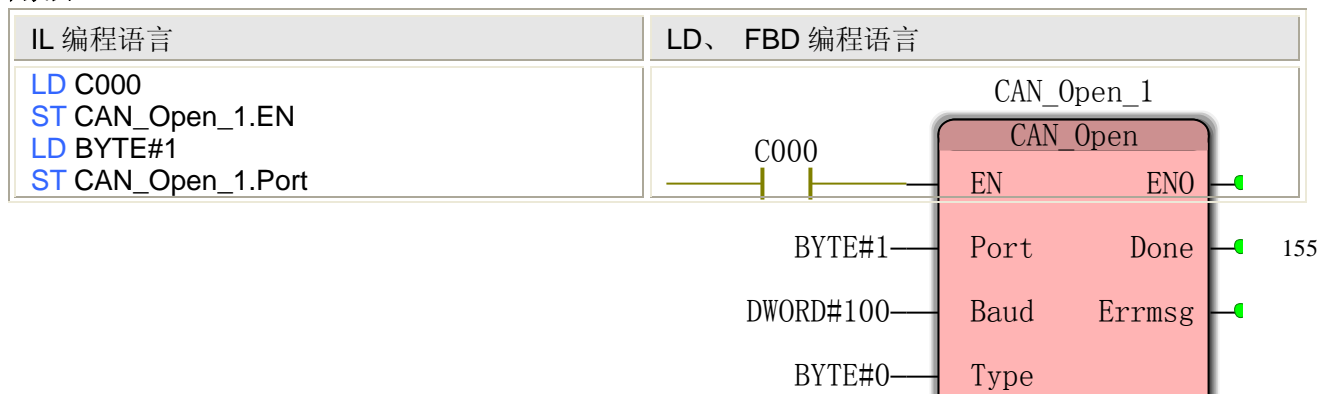 IL 编程语言
LD、 FBD 编程语言
LD C000
ST CAN_Open_1.EN
LD BYTE#1
ST CAN_Open_1.Port
CAN_Open_1
CAN_Open
C000
EN ENO
BYTE#1 Port Done 155
DWORD#100 Baud Errmsg
BYTE#0 Type